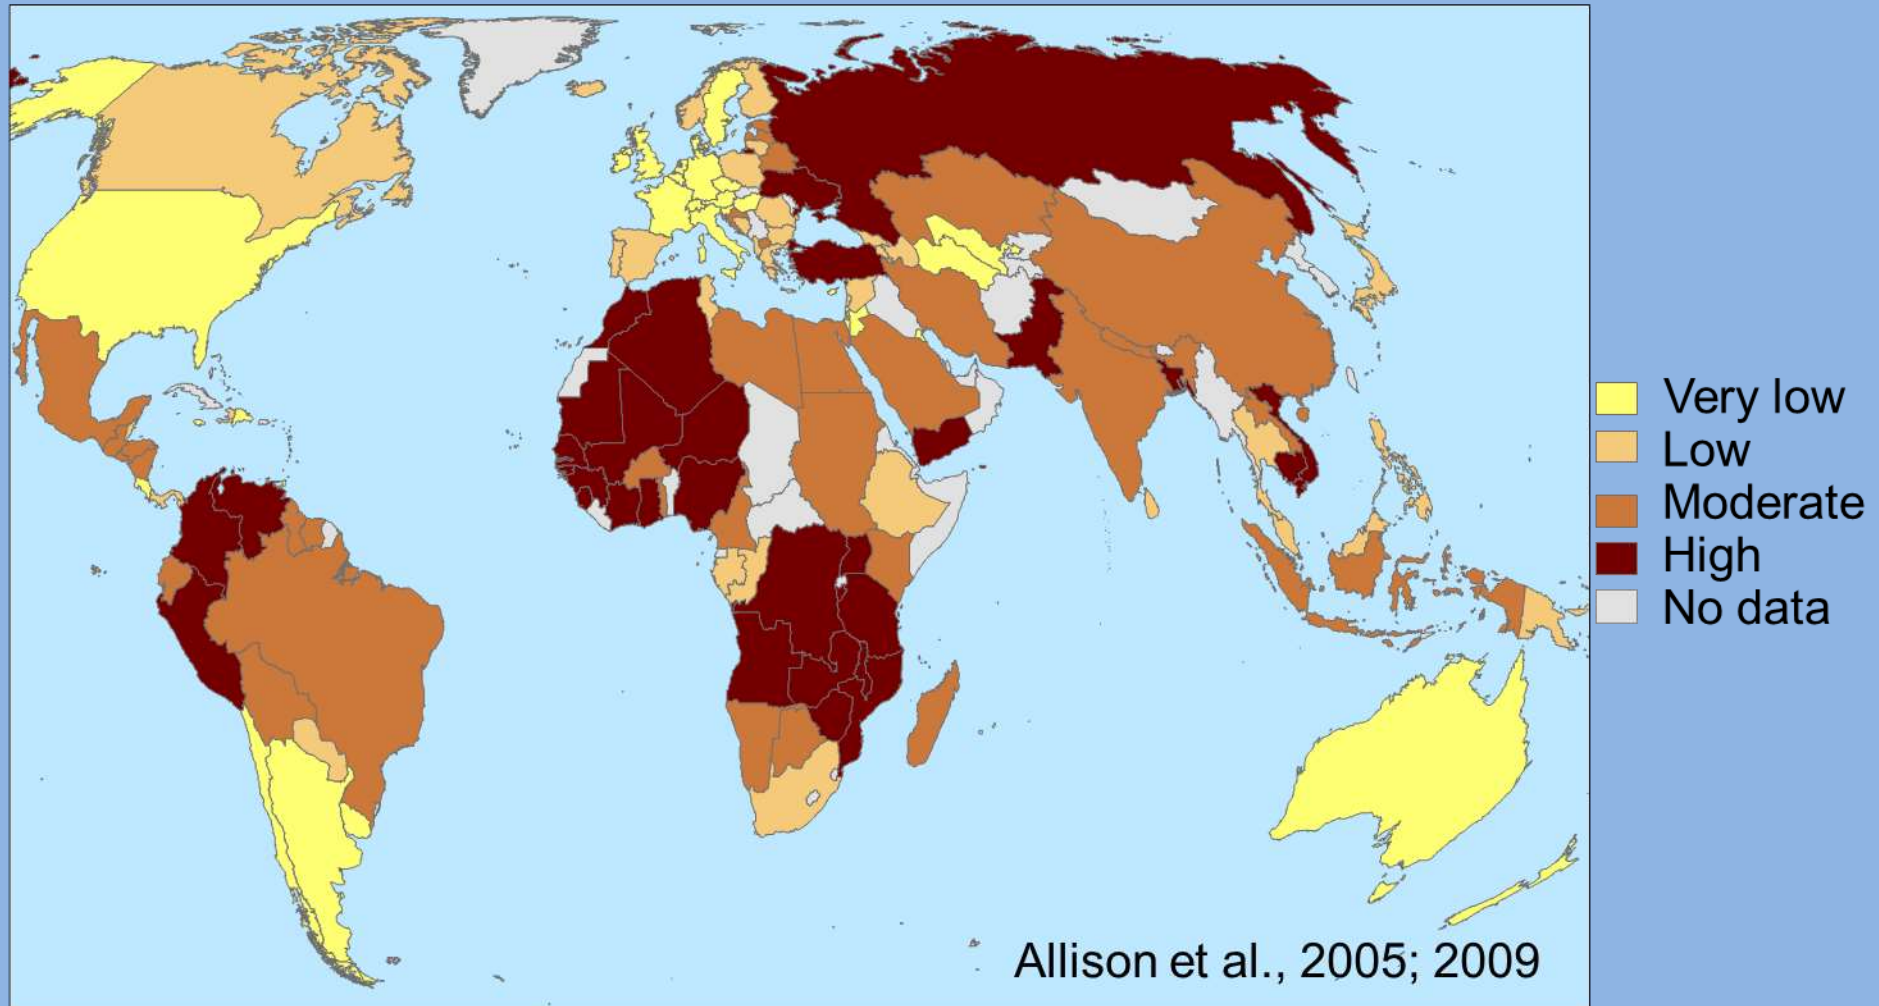 Very low
Low
Moderate
High
No data
Allison et al., 2005; 2009